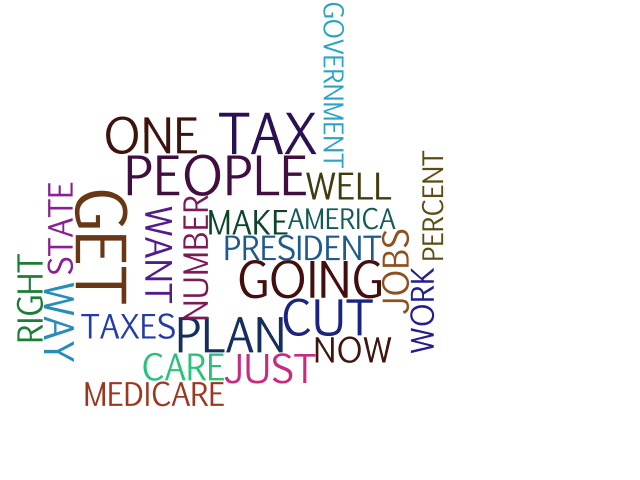 GOVERNMENT
ONE
TAX
PEOPLE
WELL
PERCENT
STATE
GET
WANT
NUMBER
MAKE
AMERICA
PRESIDENT
JOBS
RIGHT
WAY
GOING
WORK
TAXES
PLAN
CUT
NOW
CARE
JUST
MEDICARE